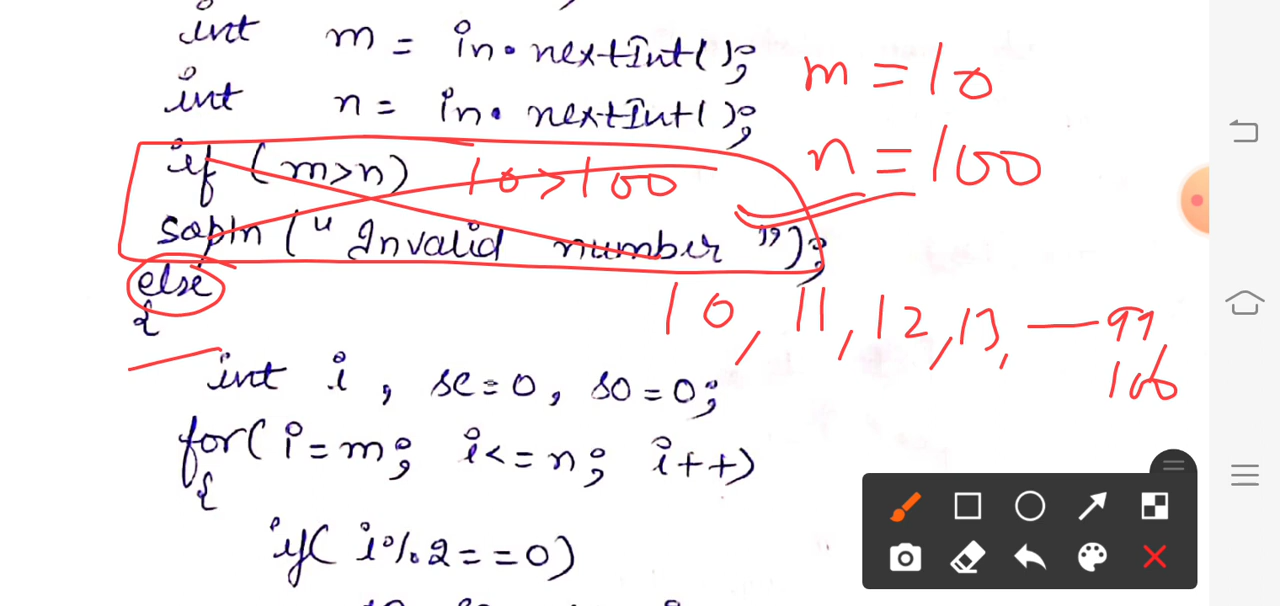 int m = in.nextInt();
m = 10
int n = in.nextInt();
n = 100
if (m>n) 10>100
sopln ("Invalid number");
else
{
10, 11, 12, 13, — 99,
100
int i, se=0, so=0;
for( i=m; i<=n; i++)
{
if( i%2==0)